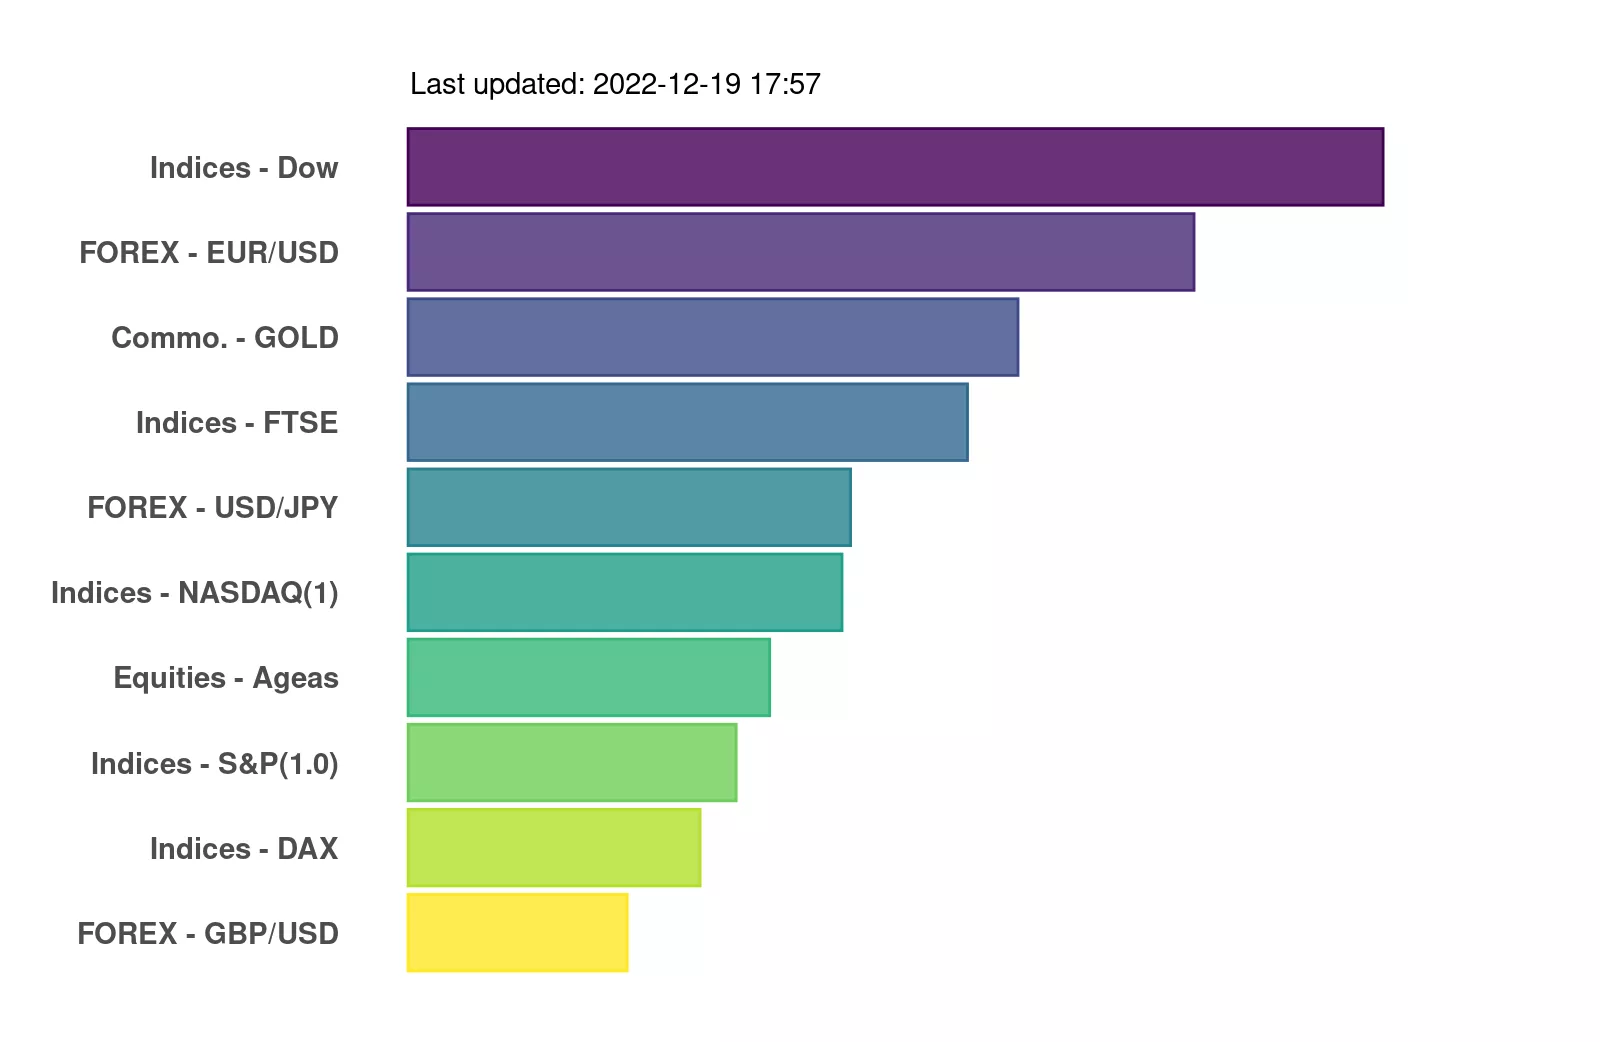 Last updated: 2022-12-19 17:57
Indices - Dow
FOREX - EUR/USD
Commo. - GOLD
Indices - FTSE
FOREX - USD/JPY
Indices - NASDAQ(1)
Equities - Ageas
Indices - S&P(1.0)
Indices - DAX
FOREX - GBP/USD